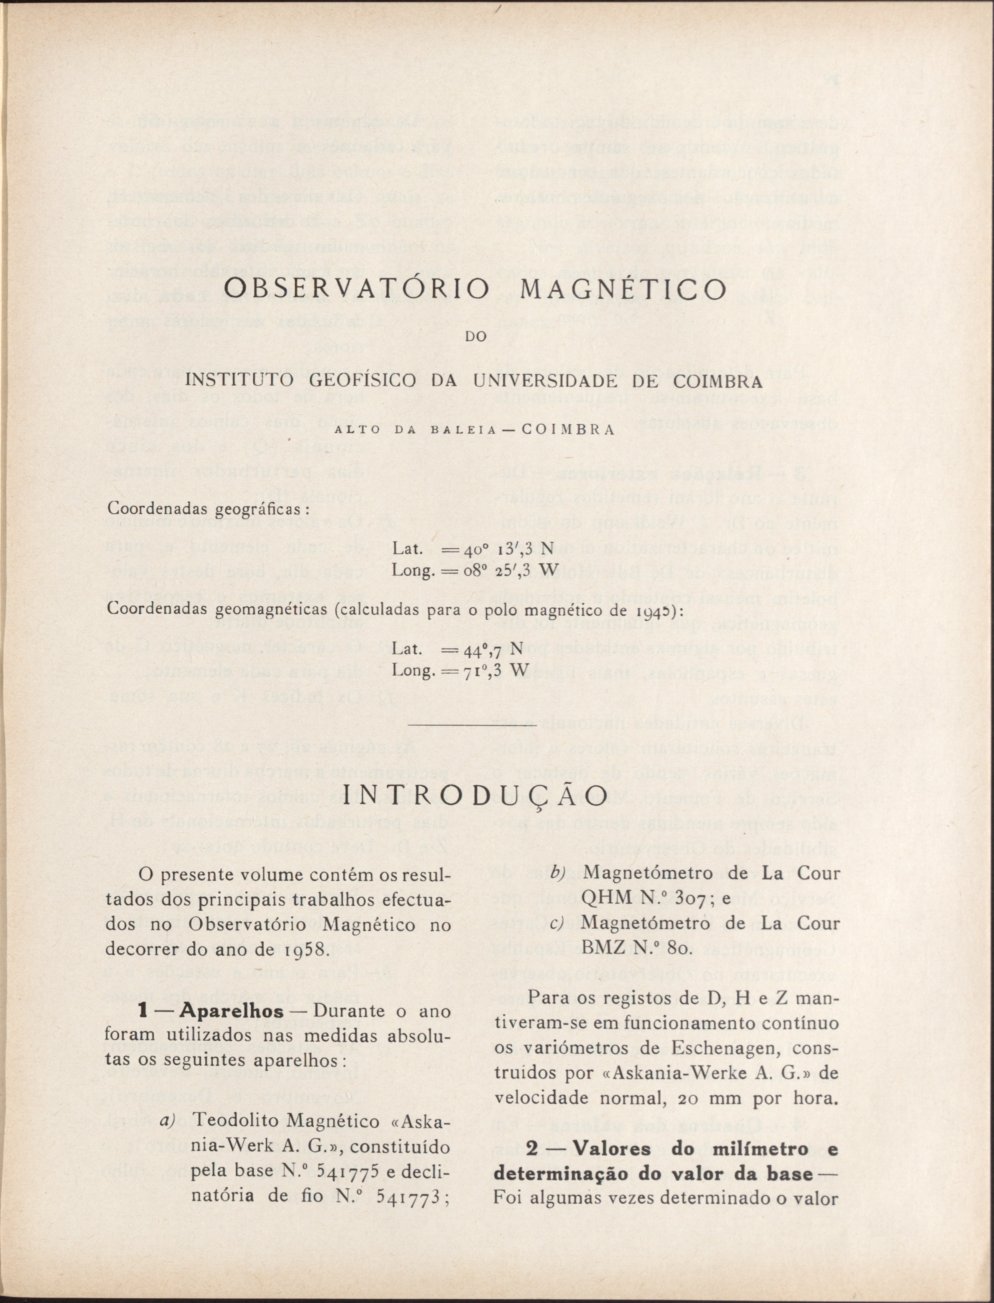 OBSERVATÓRIO MAGNÉTICO
DO
INSTITUTO GEOFÍSICO DA UNIVERSIDADE DE COIMBRA
ALTO DA BALEIA — COIMBRA
Coordenadas geográficas :
Lat. = 40° 13',3 N
Long. = 08° 25',3 W
Coordenadas geomagnéticas (calculadas para o polo magnético de 1945):
Lat. = 44°,7 N
Long. = 71°,3 W
INTRODUÇÃO
O presente volume contém os resul-
tados dos principais trabalhos efectua-
dos no Observatório Magnético no
decorrer do ano de 1958.
1 — Aparelhos — Durante o ano
foram utilizados nas medidas absolu-
tas os seguintes aparelhos :
a) Teodolito Magnético «Aska-
nia-Werk A. G.», constituído
pela base N.º 541775 e decli-
natória de fio N.º 541773 ;
b) Magnetómetro de La Cour
QHM N.º 307 ; e
c) Magnetómetro de La Cour
BMZ N.º 80.
Para os registos de D, H e Z man-
tiveram-se em funcionamento contínuo
os variómetros de Eschenagen, cons-
truídos por «Askania-Werke A. G.» de
velocidade normal, 20 mm por hora.
2 — Valores do milímetro e
determinação do valor da base —
Foi algumas vezes determinado o valor